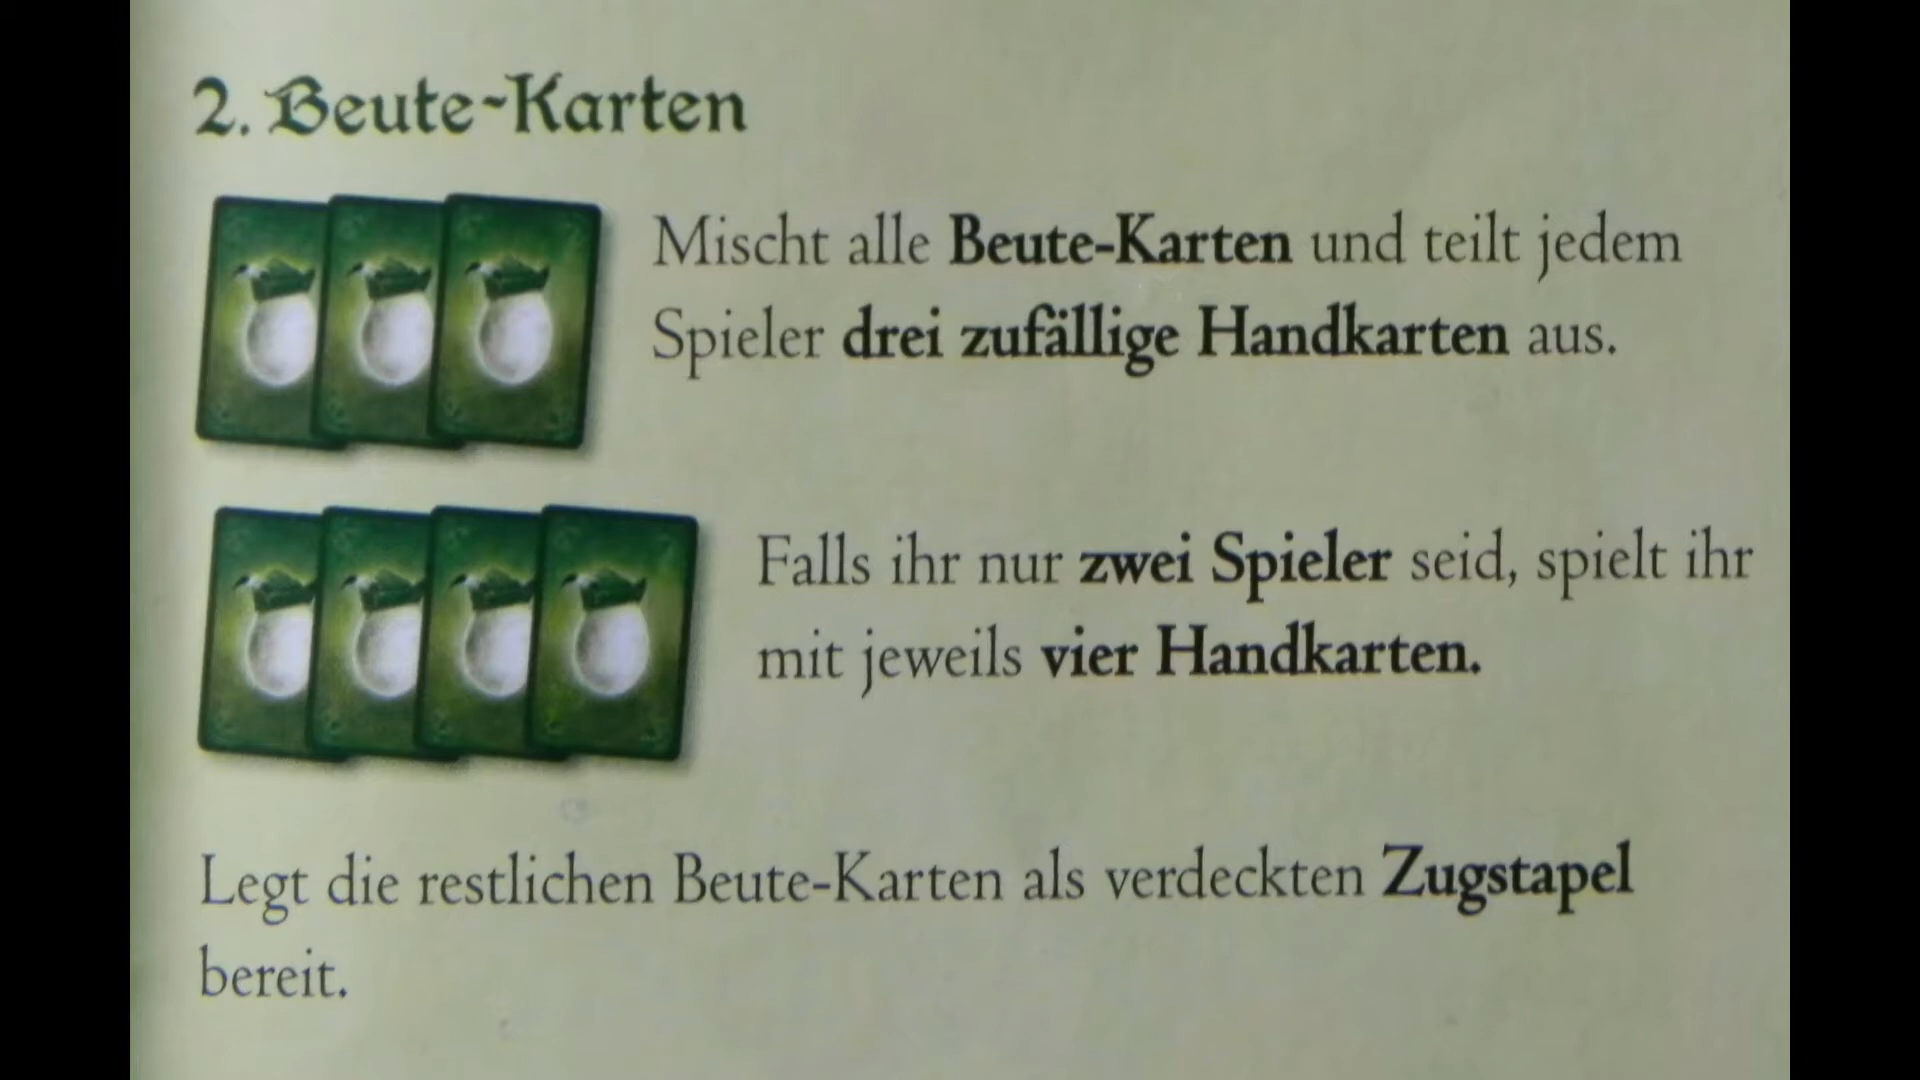 2. Beute-Karten
Mischt alle Beute-Karten und teilt jedem
Spieler drei zufällige Handkarten aus.
Falls ihr nur zwei Spieler seid, spielt ihr
mit jeweils vier Handkarten.
Legt die restlichen Beute-Karten als verdeckten Zugstapel
bereit.